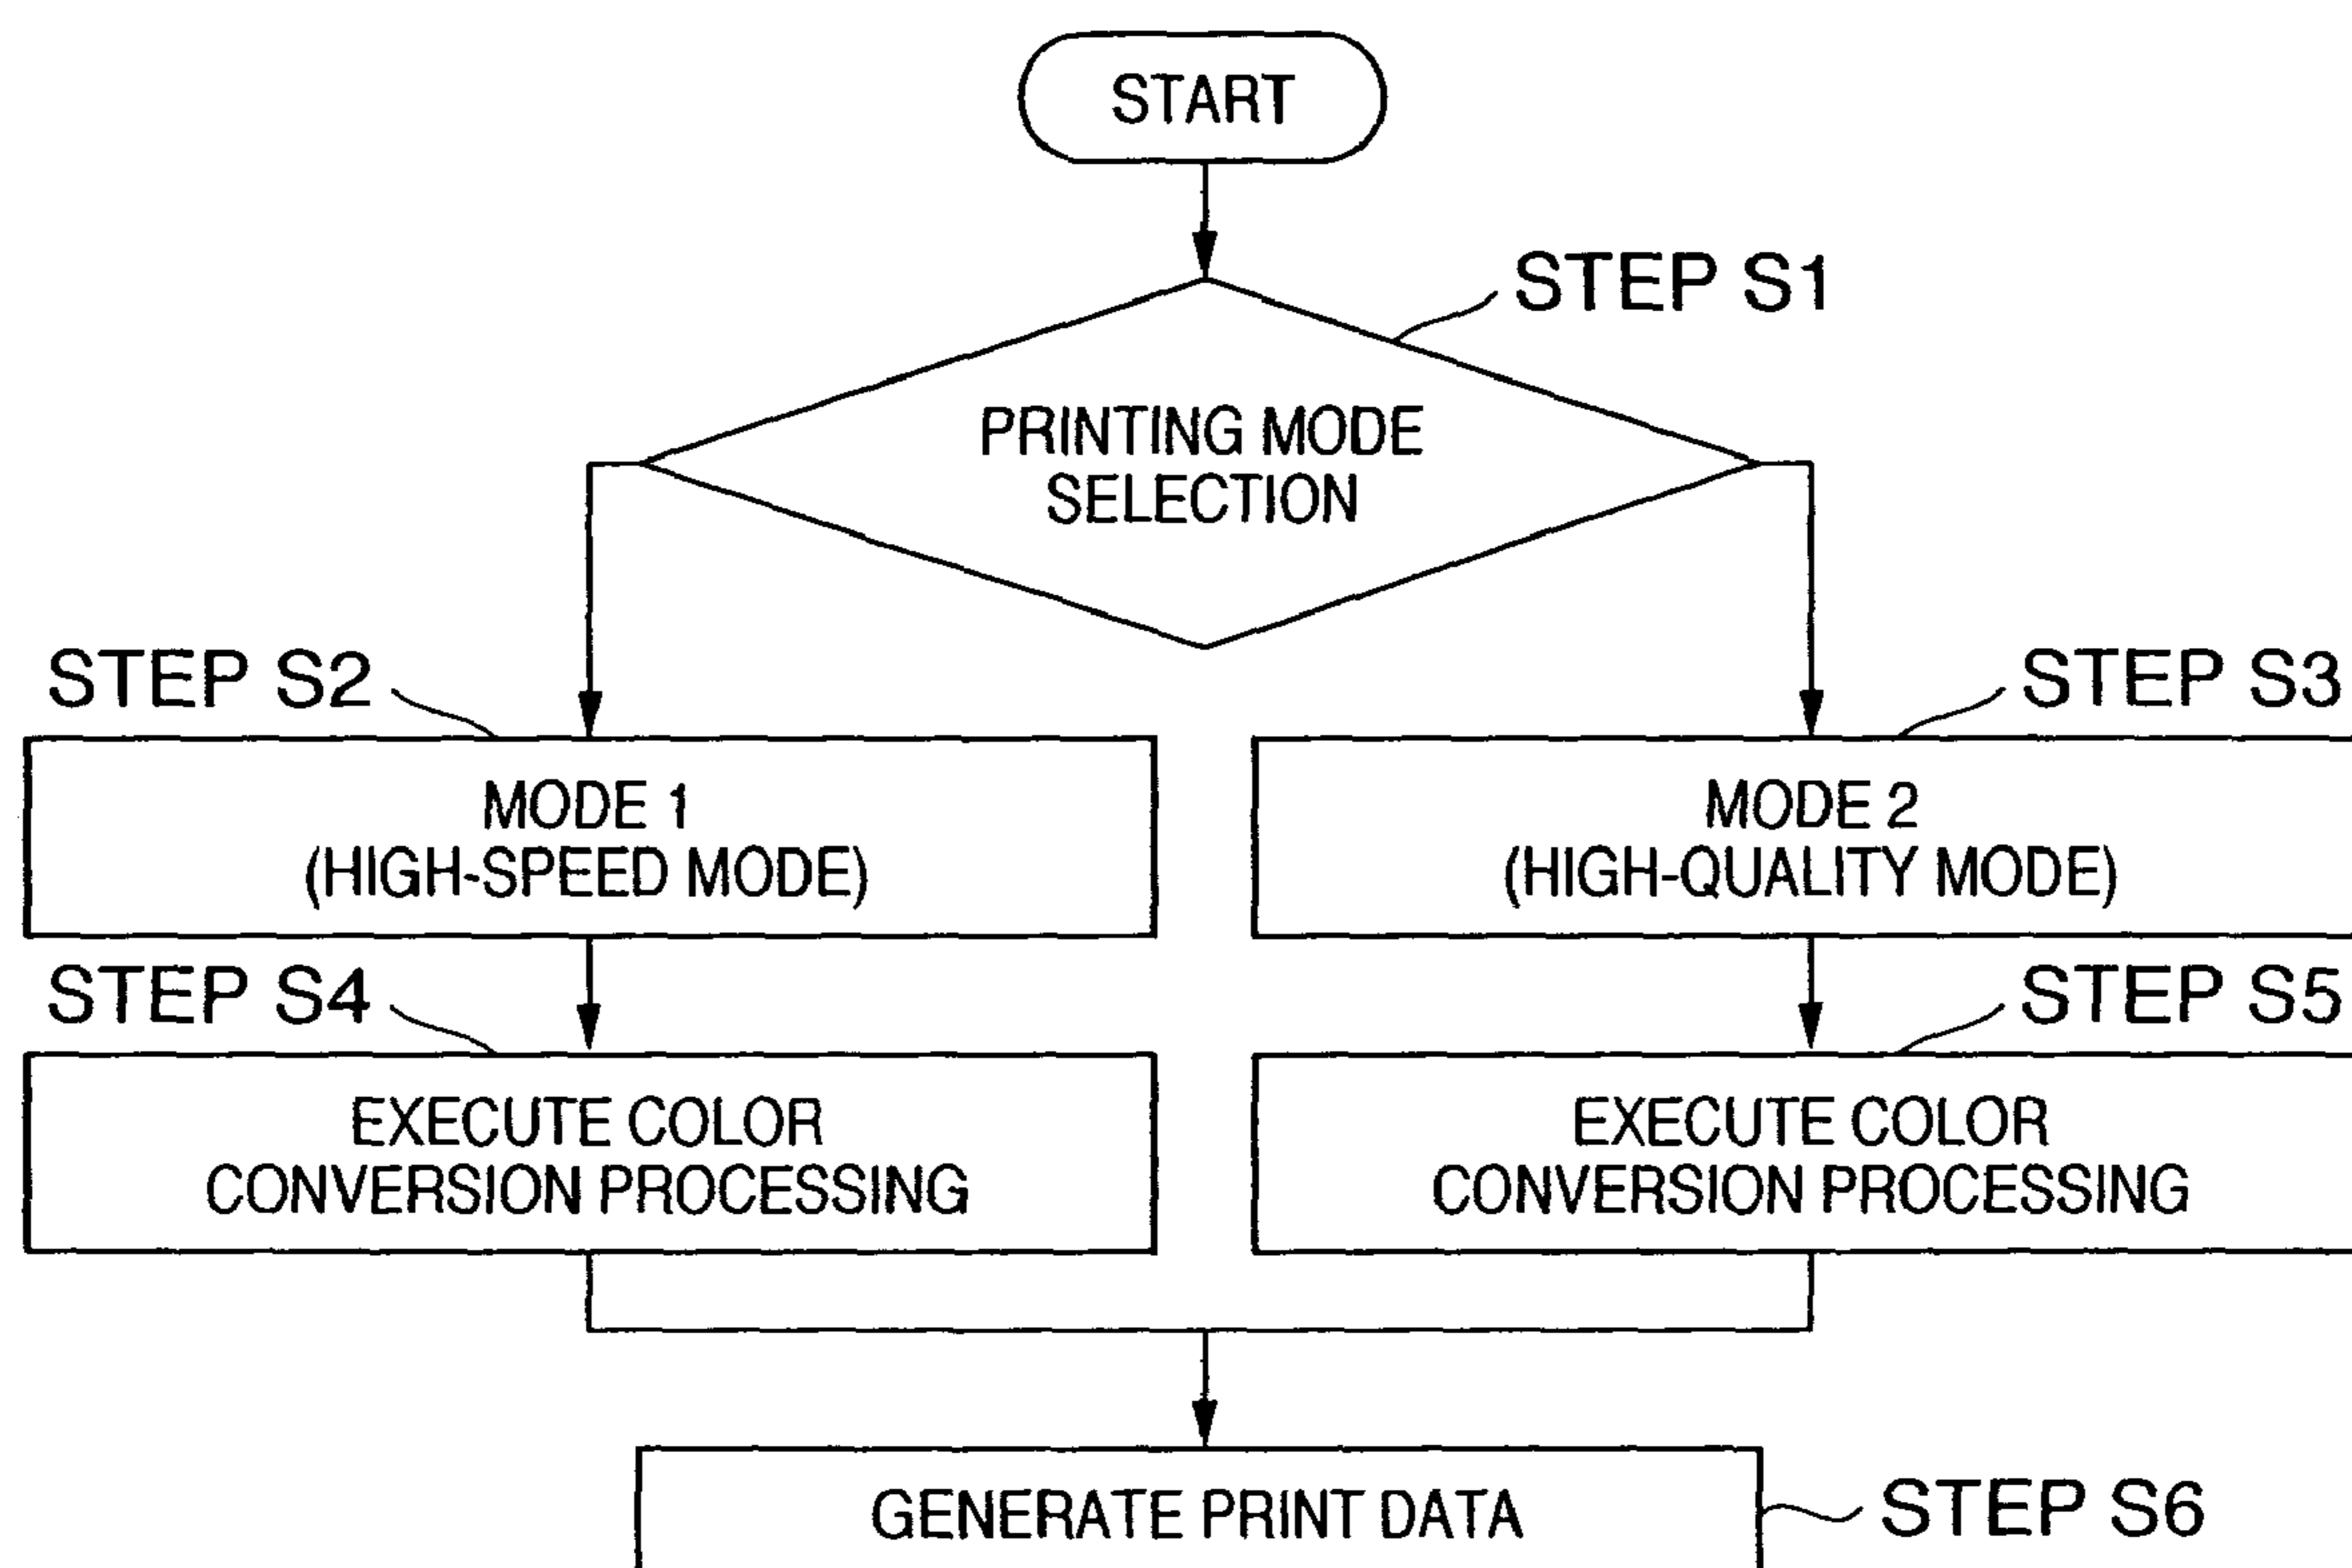 START
STEP S1
PRINTING MODE
SELECTION
STEP S2
STEP S3
MODE 1
(HIGH-SPEED MODE)
MODE 2
(HIGH-QUALITY MODE)
STEP S4
STEP S5
EXECUTE COLOR
CONVERSION PROCESSING
EXECUTE COLOR
CONVERSION PROCESSING
GENERATE PRINT DATA
STEP S6